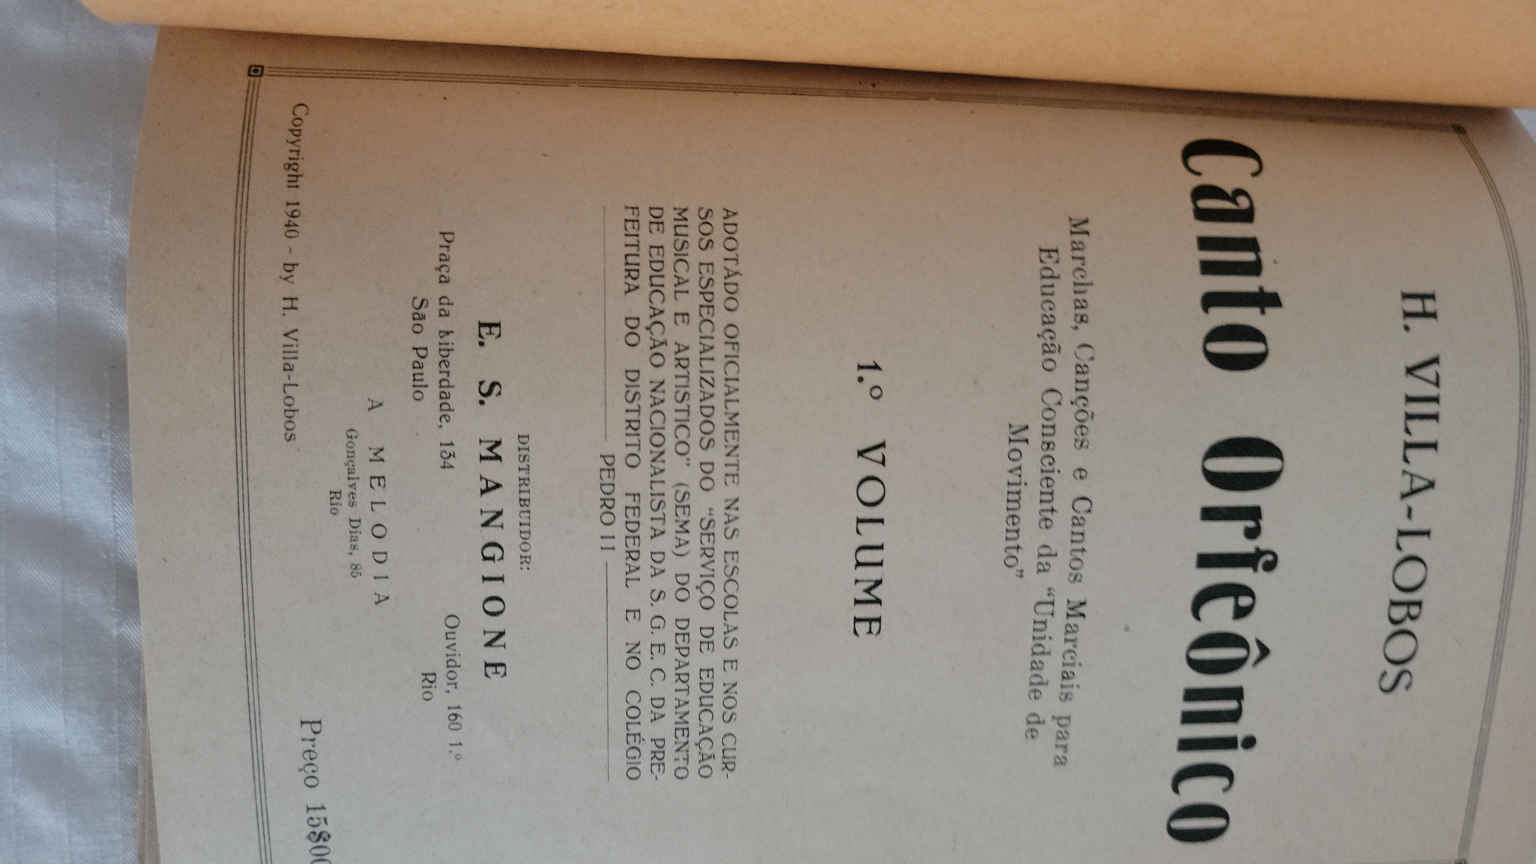 H. VILLA-LOBOS
Canto Orfeônico
Marchas, Canções e Cantos Marciais para
Educação Consciente da "Unidade de
Movimento"
1.º VOLUME
ADOTÁDO OFICIALMENTE NAS ESCOLAS E NOS CUR-
SOS ESPECIALIZADOS DO "SERVIÇO DE EDUCAÇÃO
MUSICAL E ARTISTICO" (SEMA) DO DEPARTAMENTO
DE EDUCAÇÃO NACIONALISTA DA S. G. E. C. DA PRE-
FEITURA DO DISTRITO FEDERAL E NO COLÉGIO
PEDRO II
DISTRIBUIDOR:
E. S. MANGIONE
Praça da Liberdade, 134 Ouvidor, 160 1.º
São Paulo Rio
A MELODIA
Gonçalves Dias, 85
Rio
Copyright 1940 - by H. Villa-Lobos Preço